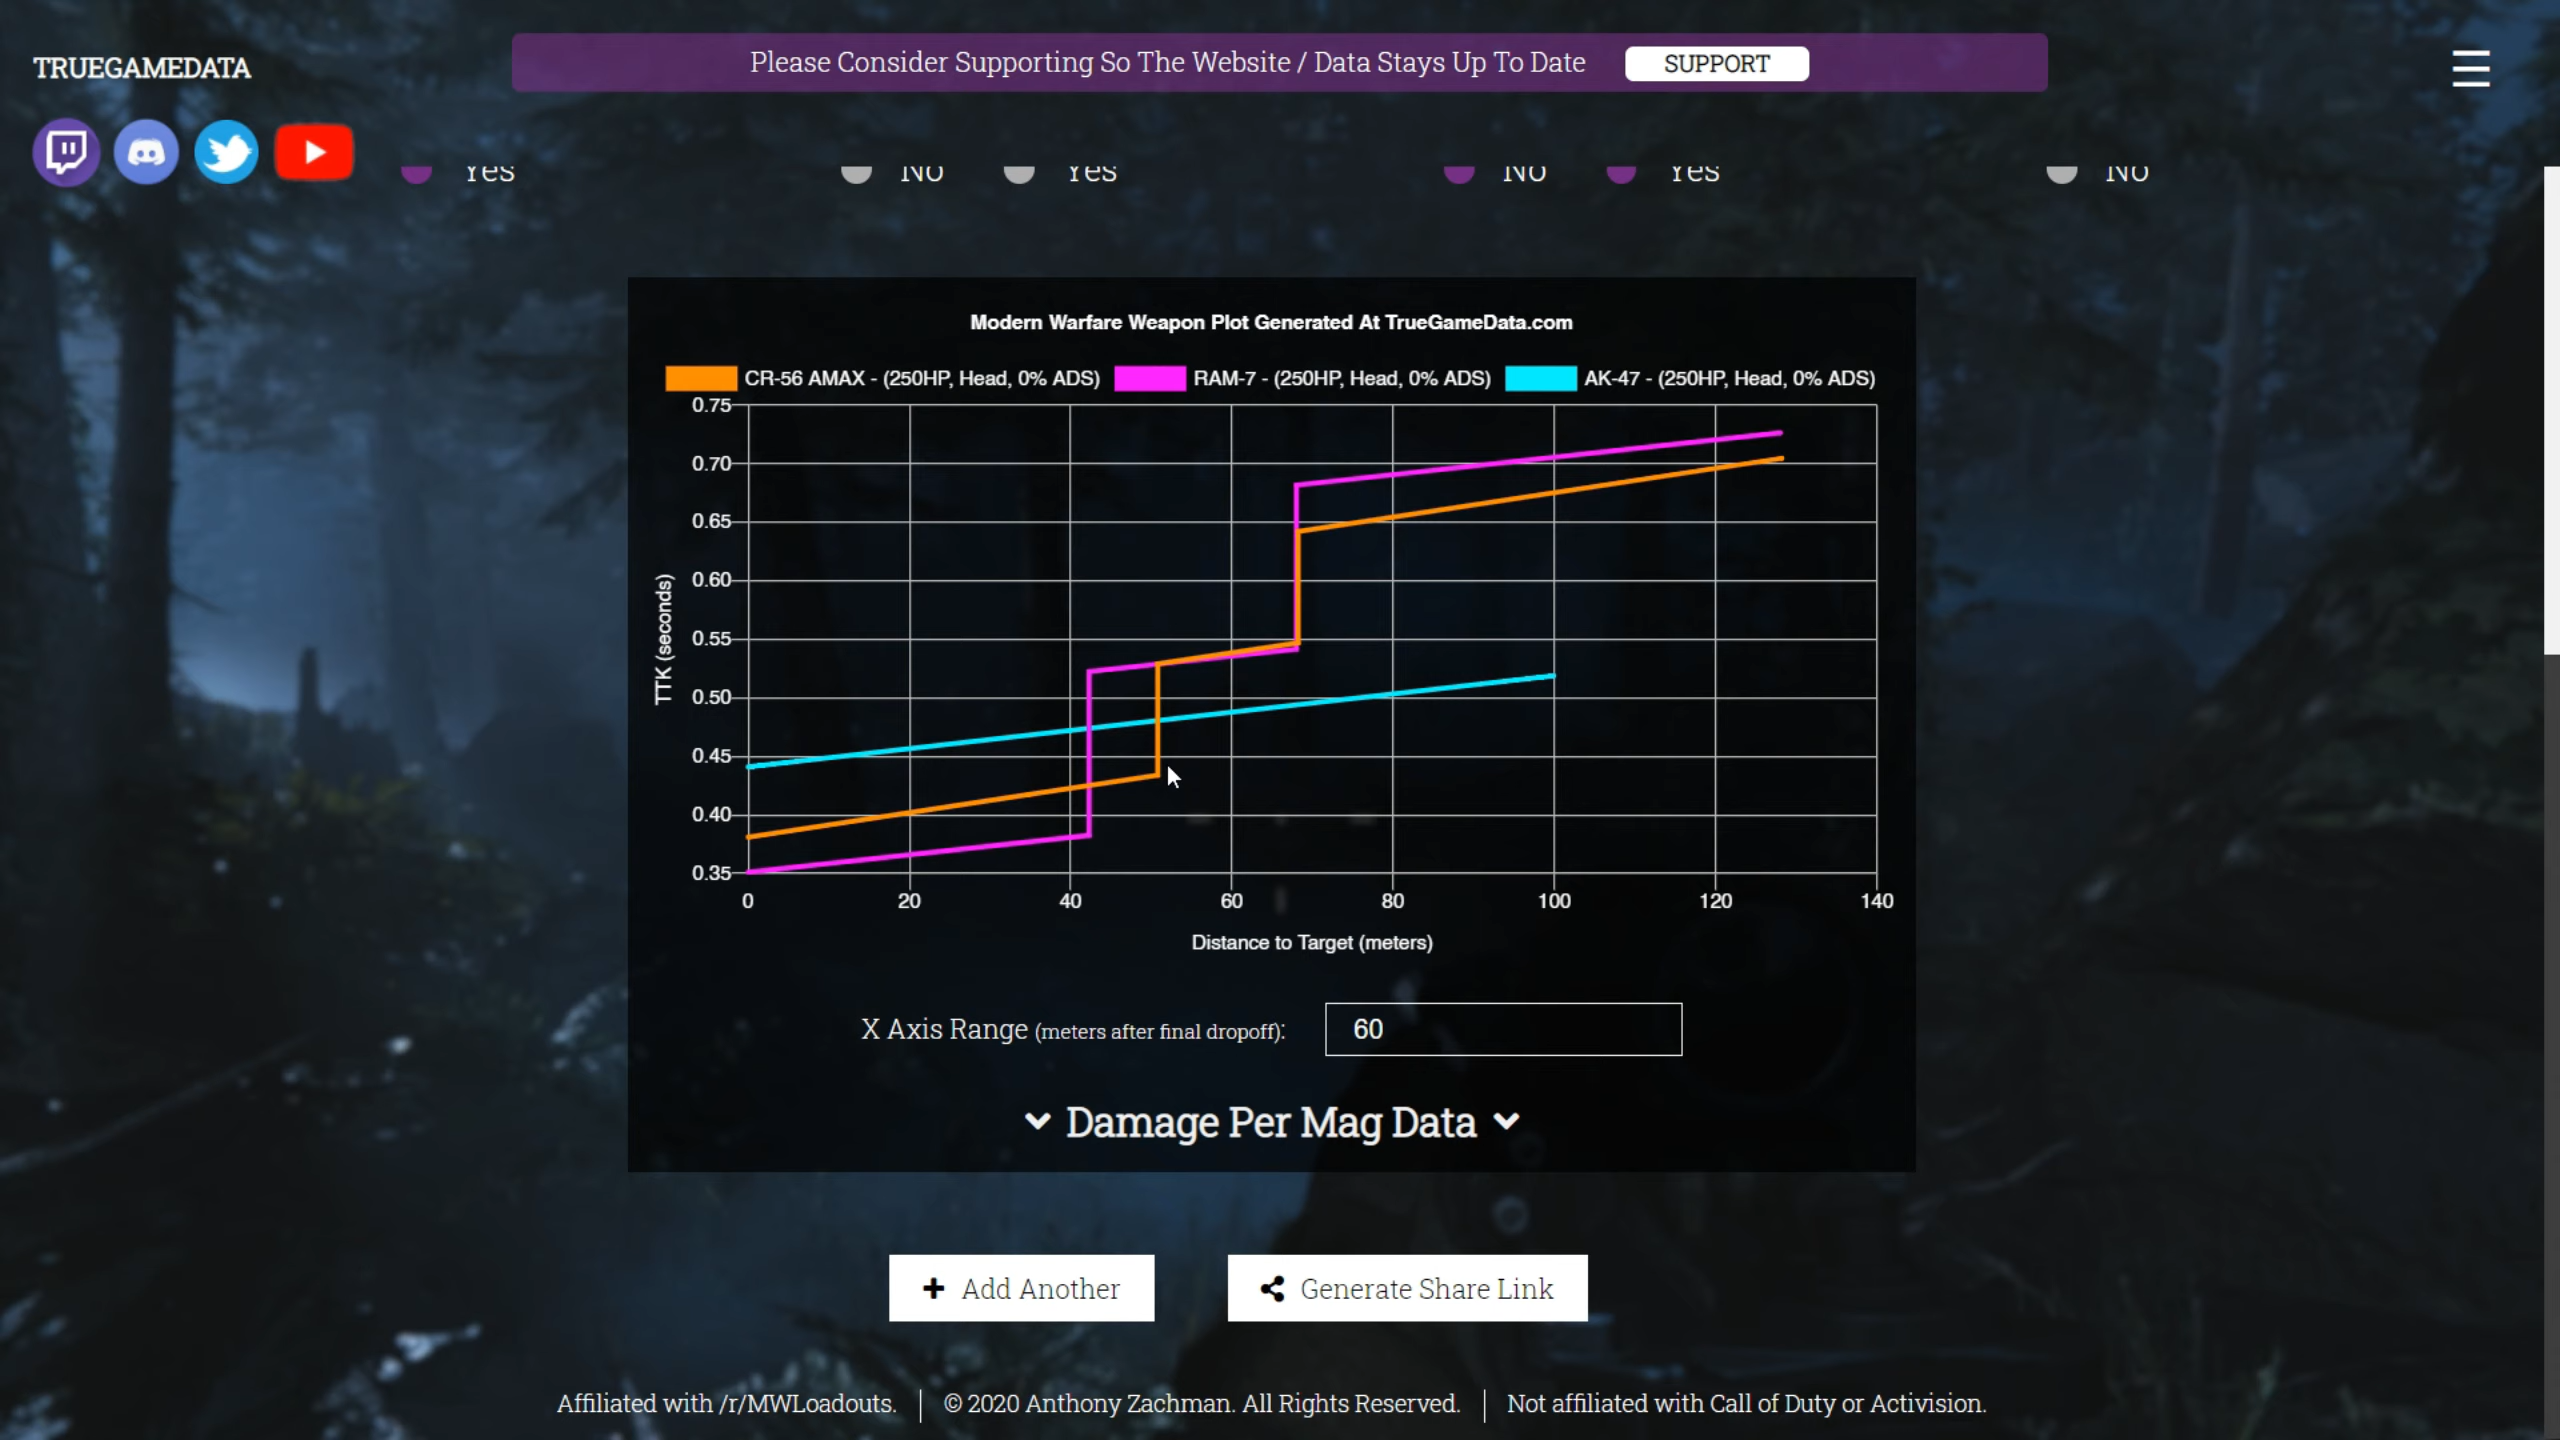 TRUEGAMEDATA
Please Consider Supporting So The Website / Data Stays Up To Date
SUPPORT
Yes No Yes No Yes No
Modern Warfare Weapon Plot Generated At TrueGameData.com
CR-56 AMAX - (250HP, Head, 0% ADS) RAM-7 - (250HP, Head, 0% ADS) AK-47 - (250HP, Head, 0% ADS)
0.75
0.70
0.65
0.60
0.55
0.50
0.45
0.40
0.35
TTK (seconds)
0 20 40 60 80 100 120 140
Distance to Target (meters)
X Axis Range (meters after final dropoff): 60
Damage Per Mag Data
Add Another
Generate Share Link
Affiliated with /r/MWLoadouts. © 2020 Anthony Zachman. All Rights Reserved. Not affiliated with Call of Duty or Activision.